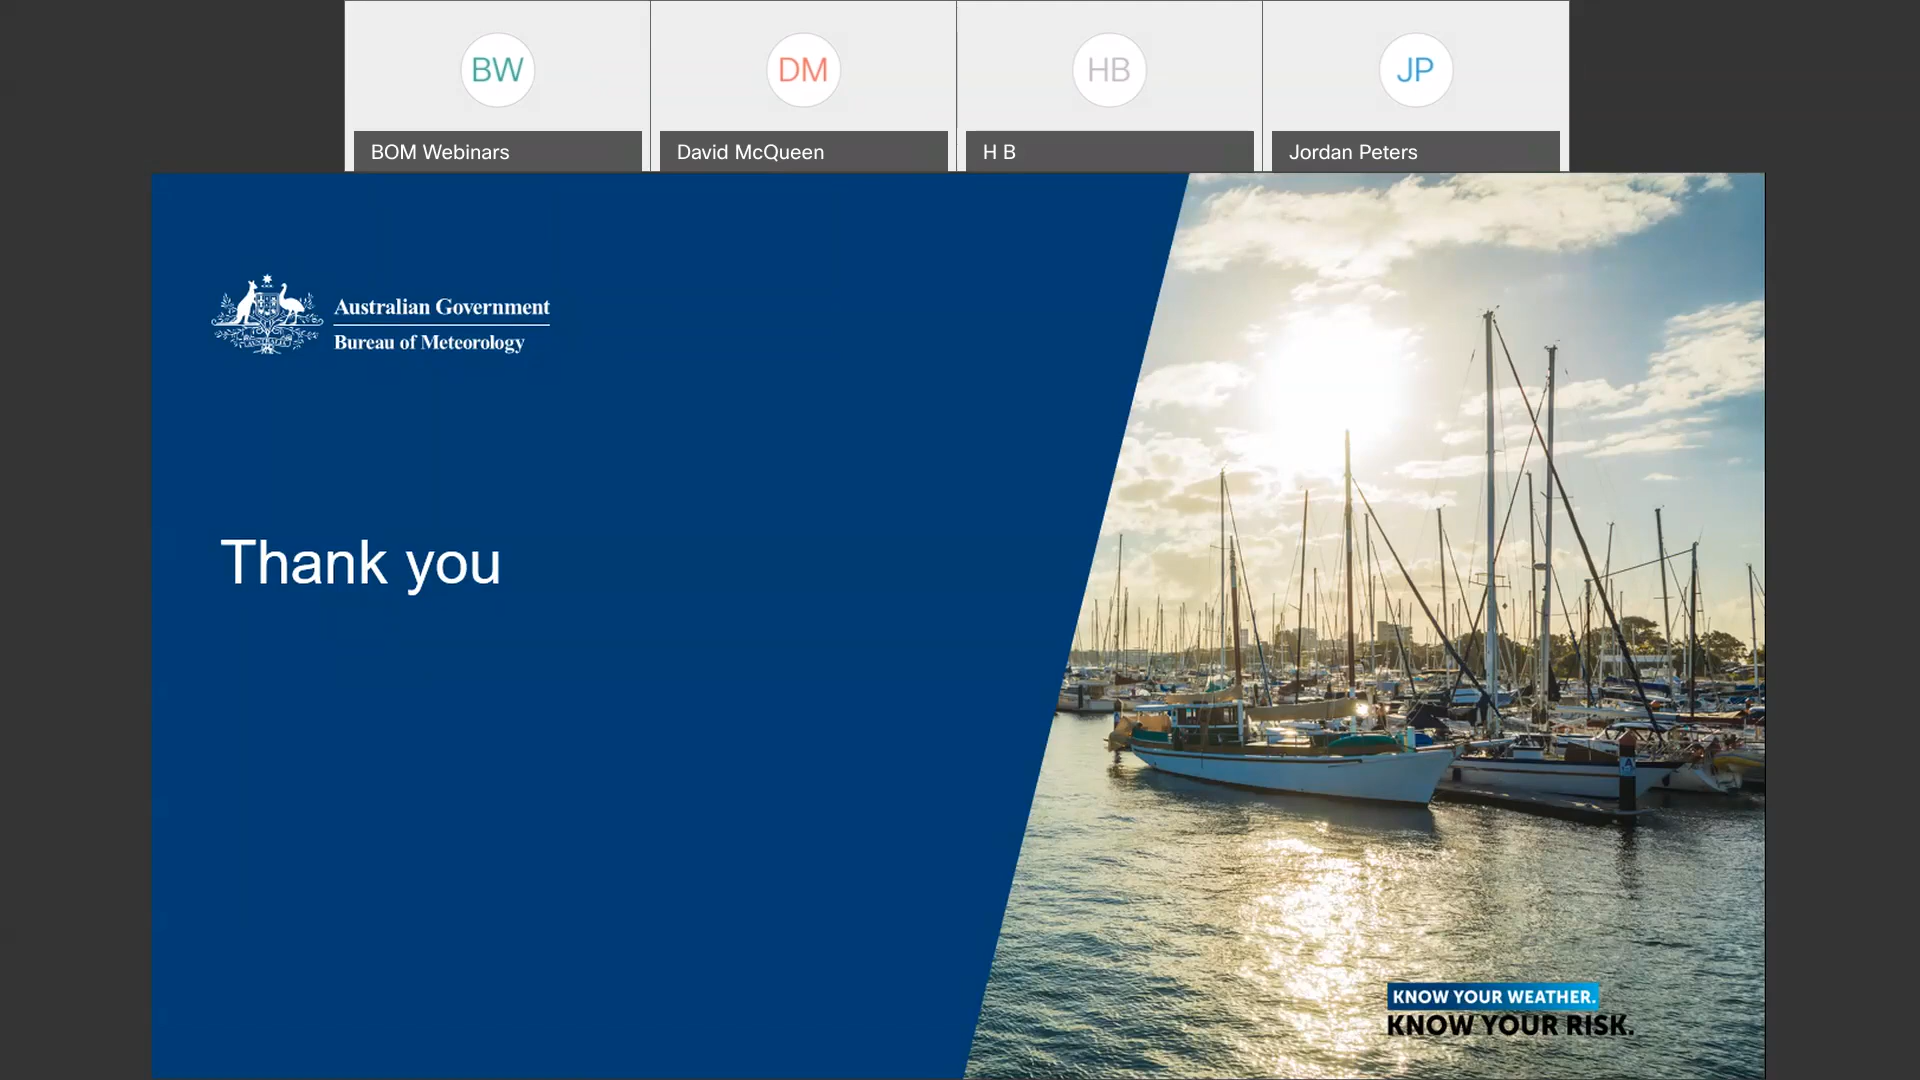 BW
DM
HB
JP
BOM Webinars
David McQueen
H B
Jordan Peters
Australian Government
Bureau of Meteorology
Thank you
KNOW YOUR WEATHER.
KNOW YOUR RISK.